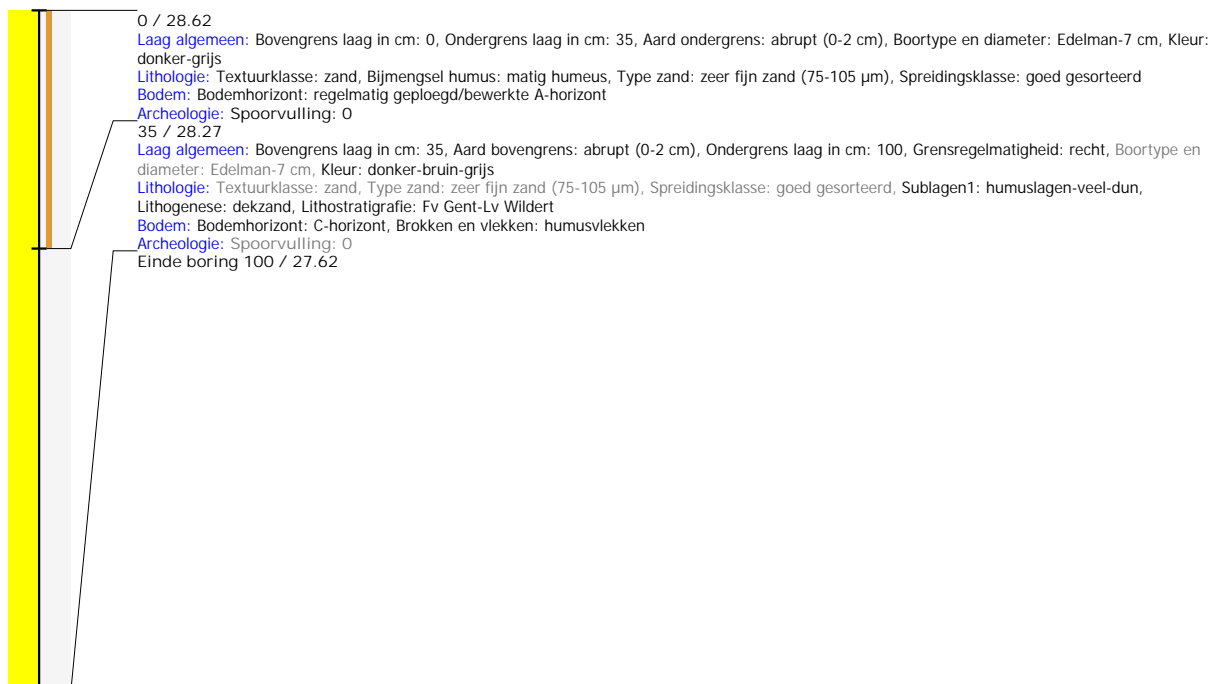 0 / 28.62
Laag algemeen: Bovengrens laag in cm: 0, Ondergrens laag in cm: 35, Aard ondergrens: abrupt (0-2 cm), Boortype en diameter: Edelman-7 cm, Kleur:
donker-grijs
Lithologie: Textuurklasse: zand, Bijmengsel humus: matig humeus, Type zand: zeer fijn zand (75-105 µm), Spreidingsklasse: goed gesorteerd
Bodem: Bodemhorizont: regelmatig geploegd/bewerkte A-horizont
Archeologie: Spoorvulling: 0
35 / 28.27
Laag algemeen: Bovengrens laag in cm: 35, Aard bovengrens: abrupt (0-2 cm), Ondergrens laag in cm: 100, Grensregelmatigheid: recht, Boortype en
diameter: Edelman-7 cm, Kleur: donker-bruin-grijs
Lithologie: Textuurklasse: zand, Type zand: zeer fijn zand (75-105 µm), Spreidingsklasse: goed gesorteerd, Sublagen1: humuslagen-veel-dun,
Lithogenese: dekzand, Lithostratigrafie: Fv Gent-Lv Wildert
Bodem: Bodemhorizont: C-horizont, Brokken en vlekken: humusvlekken
Archeologie: Spoorvulling: 0
Einde boring 100 / 27.62